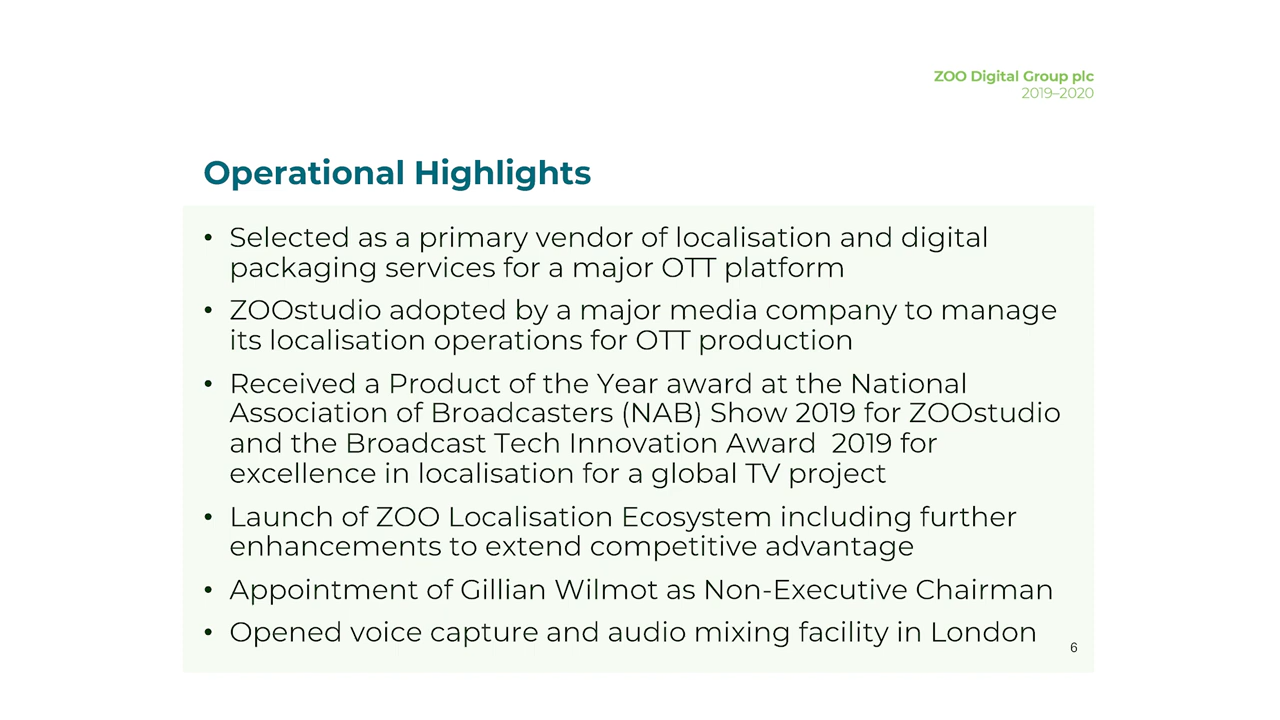 ZOO Digital Group plc
2019–2020
Operational Highlights
• Selected as a primary vendor of localisation and digital
packaging services for a major OTT platform
• ZOOstudio adopted by a major media company to manage
its localisation operations for OTT production
• Received a Product of the Year award at the National
Association of Broadcasters (NAB) Show 2019 for ZOOstudio
and the Broadcast Tech Innovation Award  2019 for
excellence in localisation for a global TV project
• Launch of ZOO Localisation Ecosystem including further
enhancements to extend competitive advantage
• Appointment of Gillian Wilmot as Non-Executive Chairman
• Opened voice capture and audio mixing facility in London
6